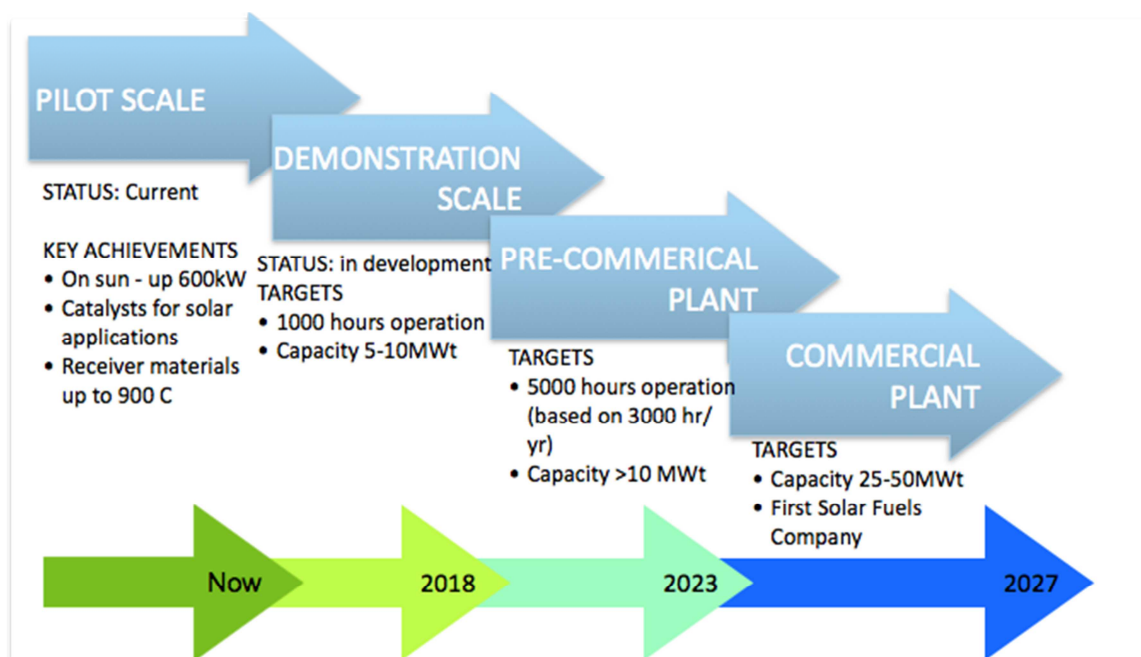 PILOT SCALE
STATUS: Current
KEY ACHIEVEMENTS
• On sun - up 600kW
• Catalysts for solar
applications
• Receiver materials
up to 900 C
DEMONSTRATION
SCALE
STATUS: in development
TARGETS
• 1000 hours operation
• Capacity 5-10MWt
PRE-COMMERICAL
PLANT
TARGETS
• 5000 hours operation
(based on 3000 hr/
yr)
• Capacity >10 MWt
COMMERCIAL
PLANT
TARGETS
• Capacity 25-50MWt
• First Solar Fuels
Company
Now
2018
2023
2027